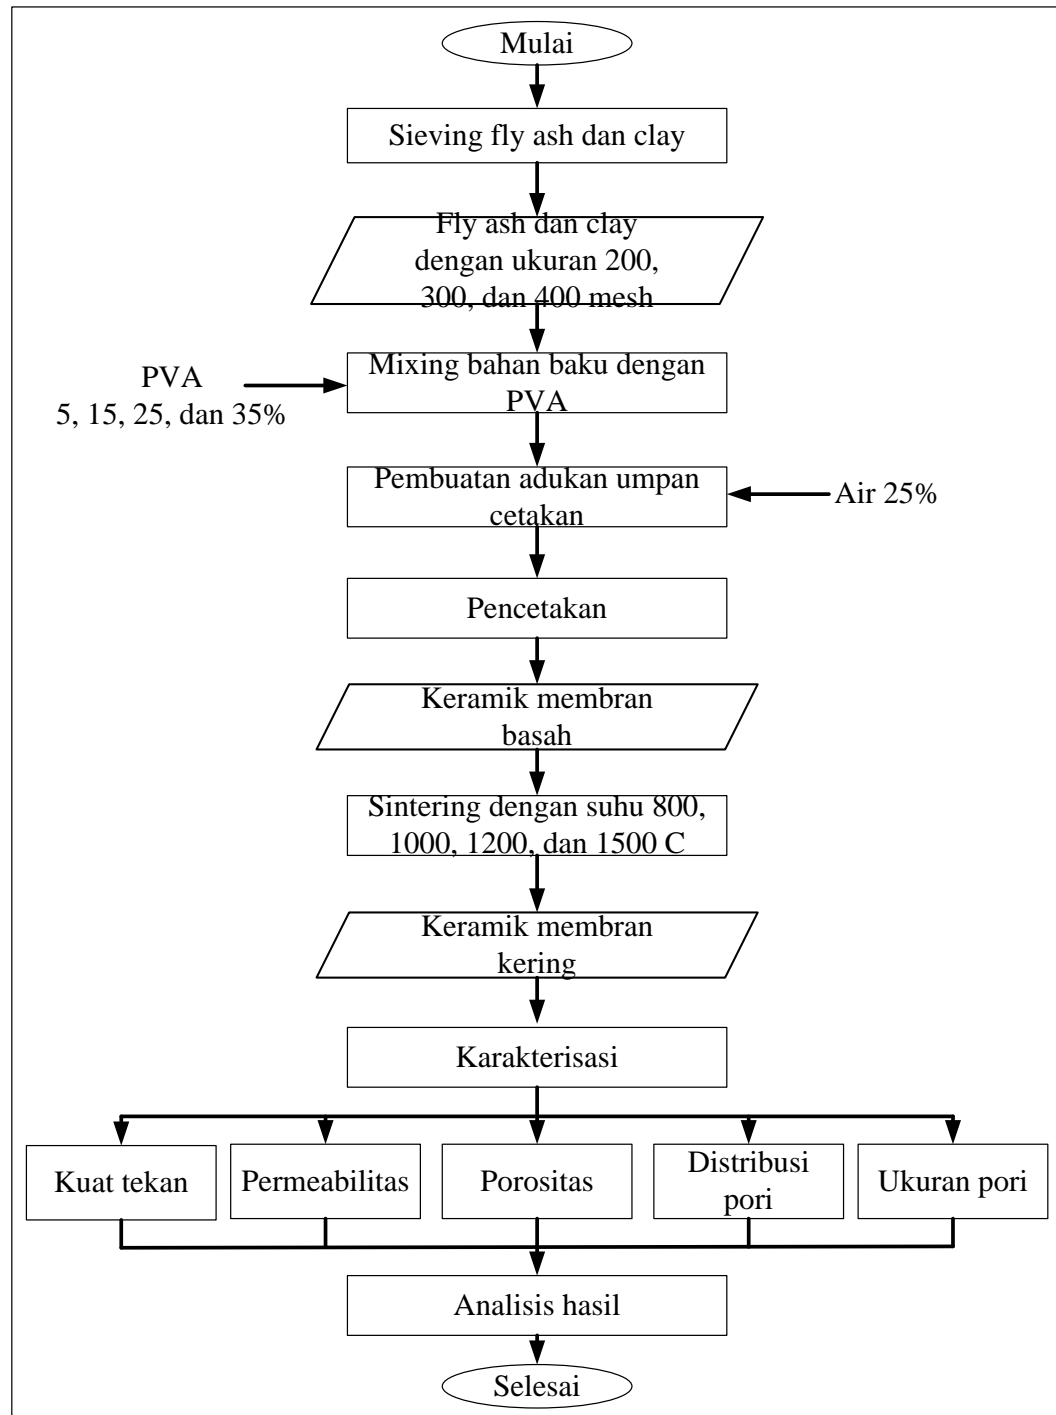 Mulai
Sieving fly ash dan clay
Fly ash dan clay
dengan ukuran 200,
300, dan 400 mesh
Mixing bahan baku dengan
PVA
PVA
5, 15, 25, dan 35%
Pembuatan adukan umpan
cetakan
Air 25%
Pencetakan
Keramik membran
basah
Sintering dengan suhu 800,
1000, 1200, dan 1500 C
Keramik membran
kering
Karakterisasi
Kuat tekan
Permeabilitas
Porositas
Distribusi
pori
Ukuran pori
Analisis hasil
Selesai